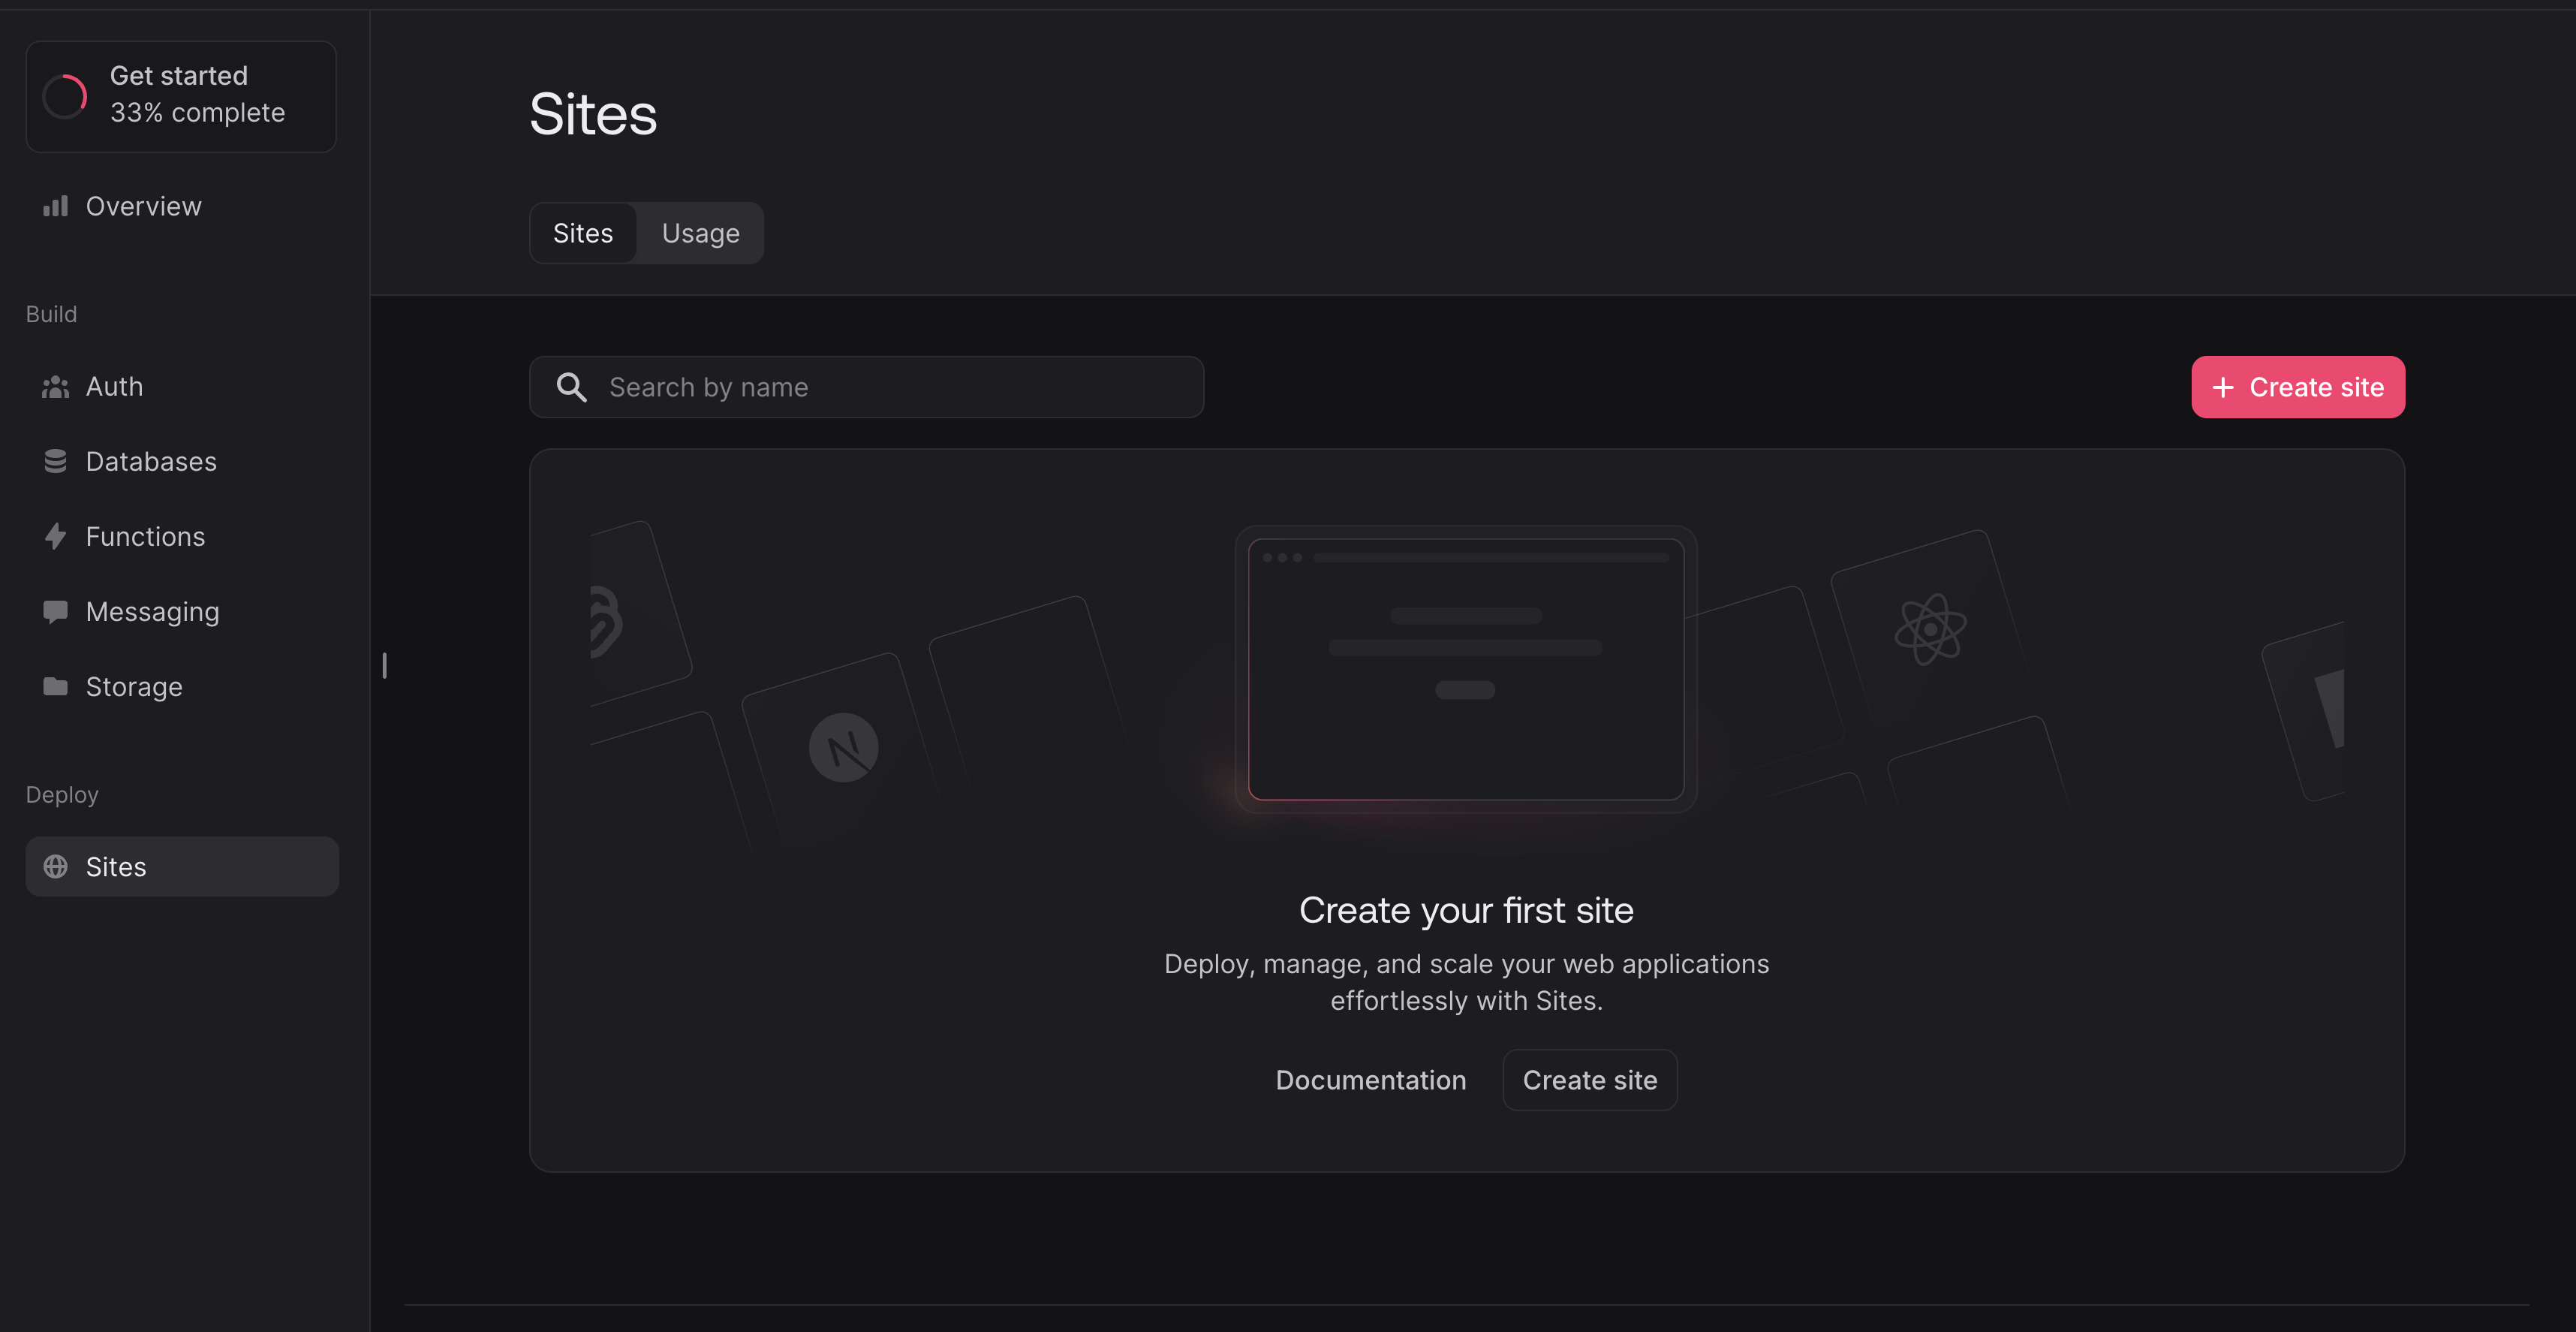 Get started
33% complete
Overview
Build
Auth
Databases
Functions
Messaging
Storage
Deploy
Sites
Sites
Sites
Usage
Search by name
Create site
Create your first site
Deploy, manage, and scale your web applications
effortlessly with Sites.
Documentation
Create site